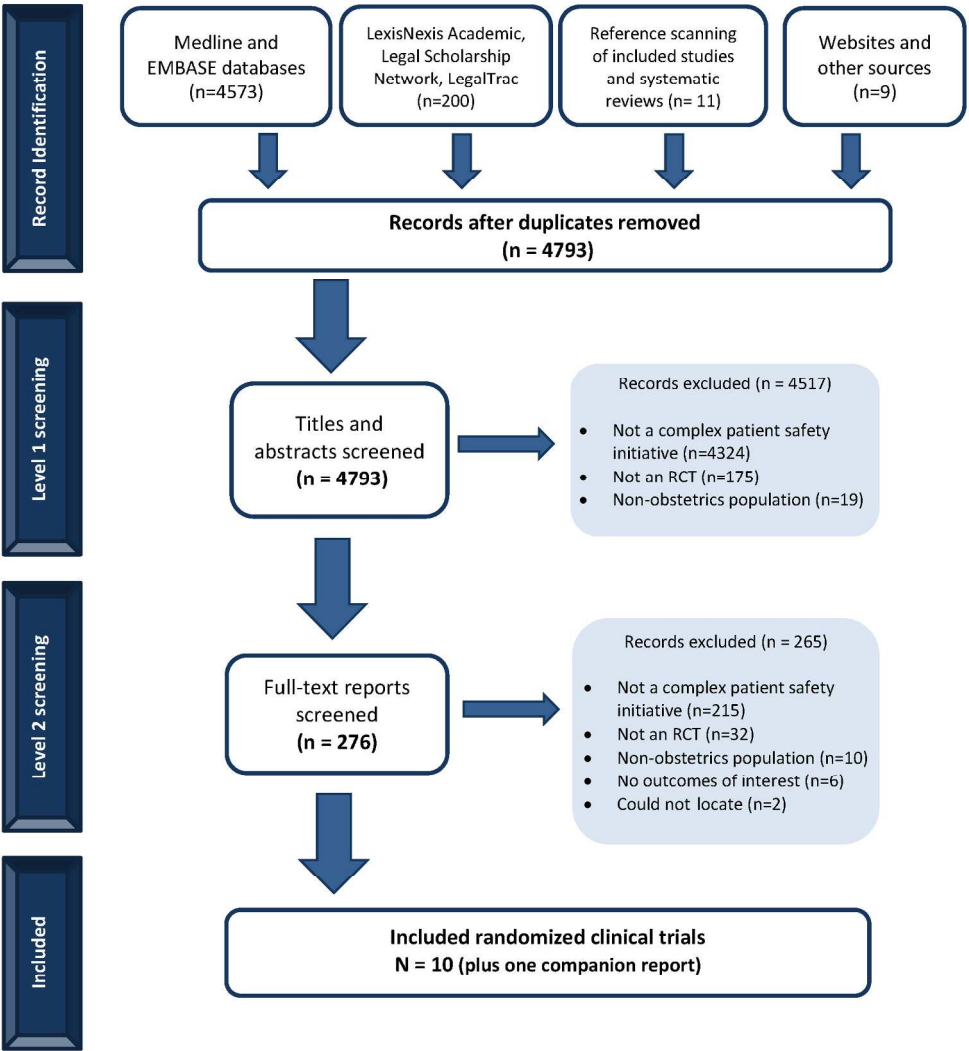 Record Identification
Medline and
EMBASE databases
(n=4573)
LexisNexis Academic,
Legal Scholarship
Network, LegalTrac
(n=200)
Reference scanning
of included studies
and systematic
reviews (n= 11)
Websites and
other sources
(n=9)
Records after duplicates removed
(n = 4793)
Level 1 screening
Titles and
abstracts screened
(n = 4793)
Records excluded (n = 4517)
• Not a complex patient safety
initiative (n=4324)
• Not an RCT (n=175)
• Non-obstetrics population (n=19)
Level 2 screening
Full-text reports
screened
(n = 276)
Records excluded (n = 265)
• Not a complex patient safety
initiative (n=215)
• Not an RCT (n=32)
• Non-obstetrics population (n=10)
• No outcomes of interest (n=6)
• Could not locate (n=2)
Included
Included randomized clinical trials
N = 10 (plus one companion report)